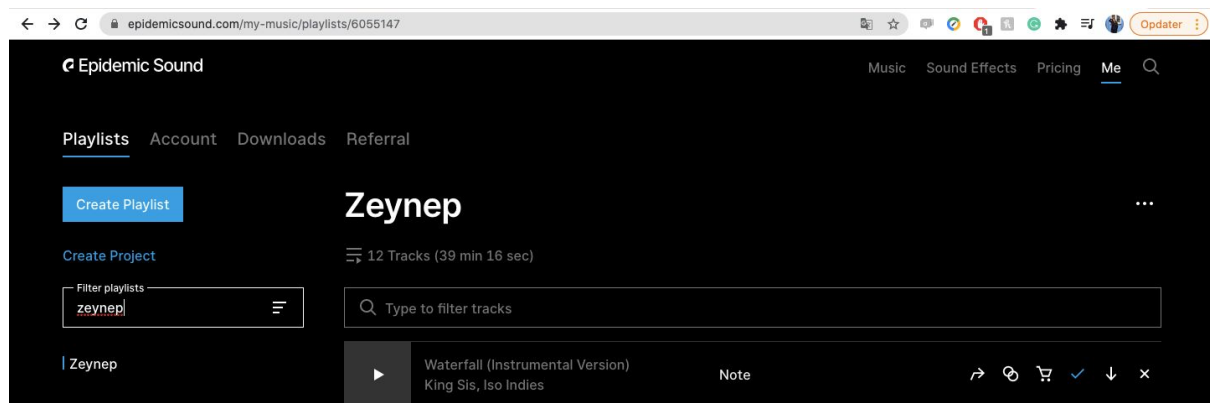 epidemicsound.com/my-music/playlists/6055147
1
Opdater
Epidemic Sound
Music Sound Effects Pricing Me
Playlists Account Downloads Referral
Create Playlist
Zeynep
Create Project
12 Tracks (39 min 16 sec)
Filter playlists
zeynep
Type to filter tracks
Zeynep
Waterfall (Instrumental Version)
King Sis, Iso Indies
Note